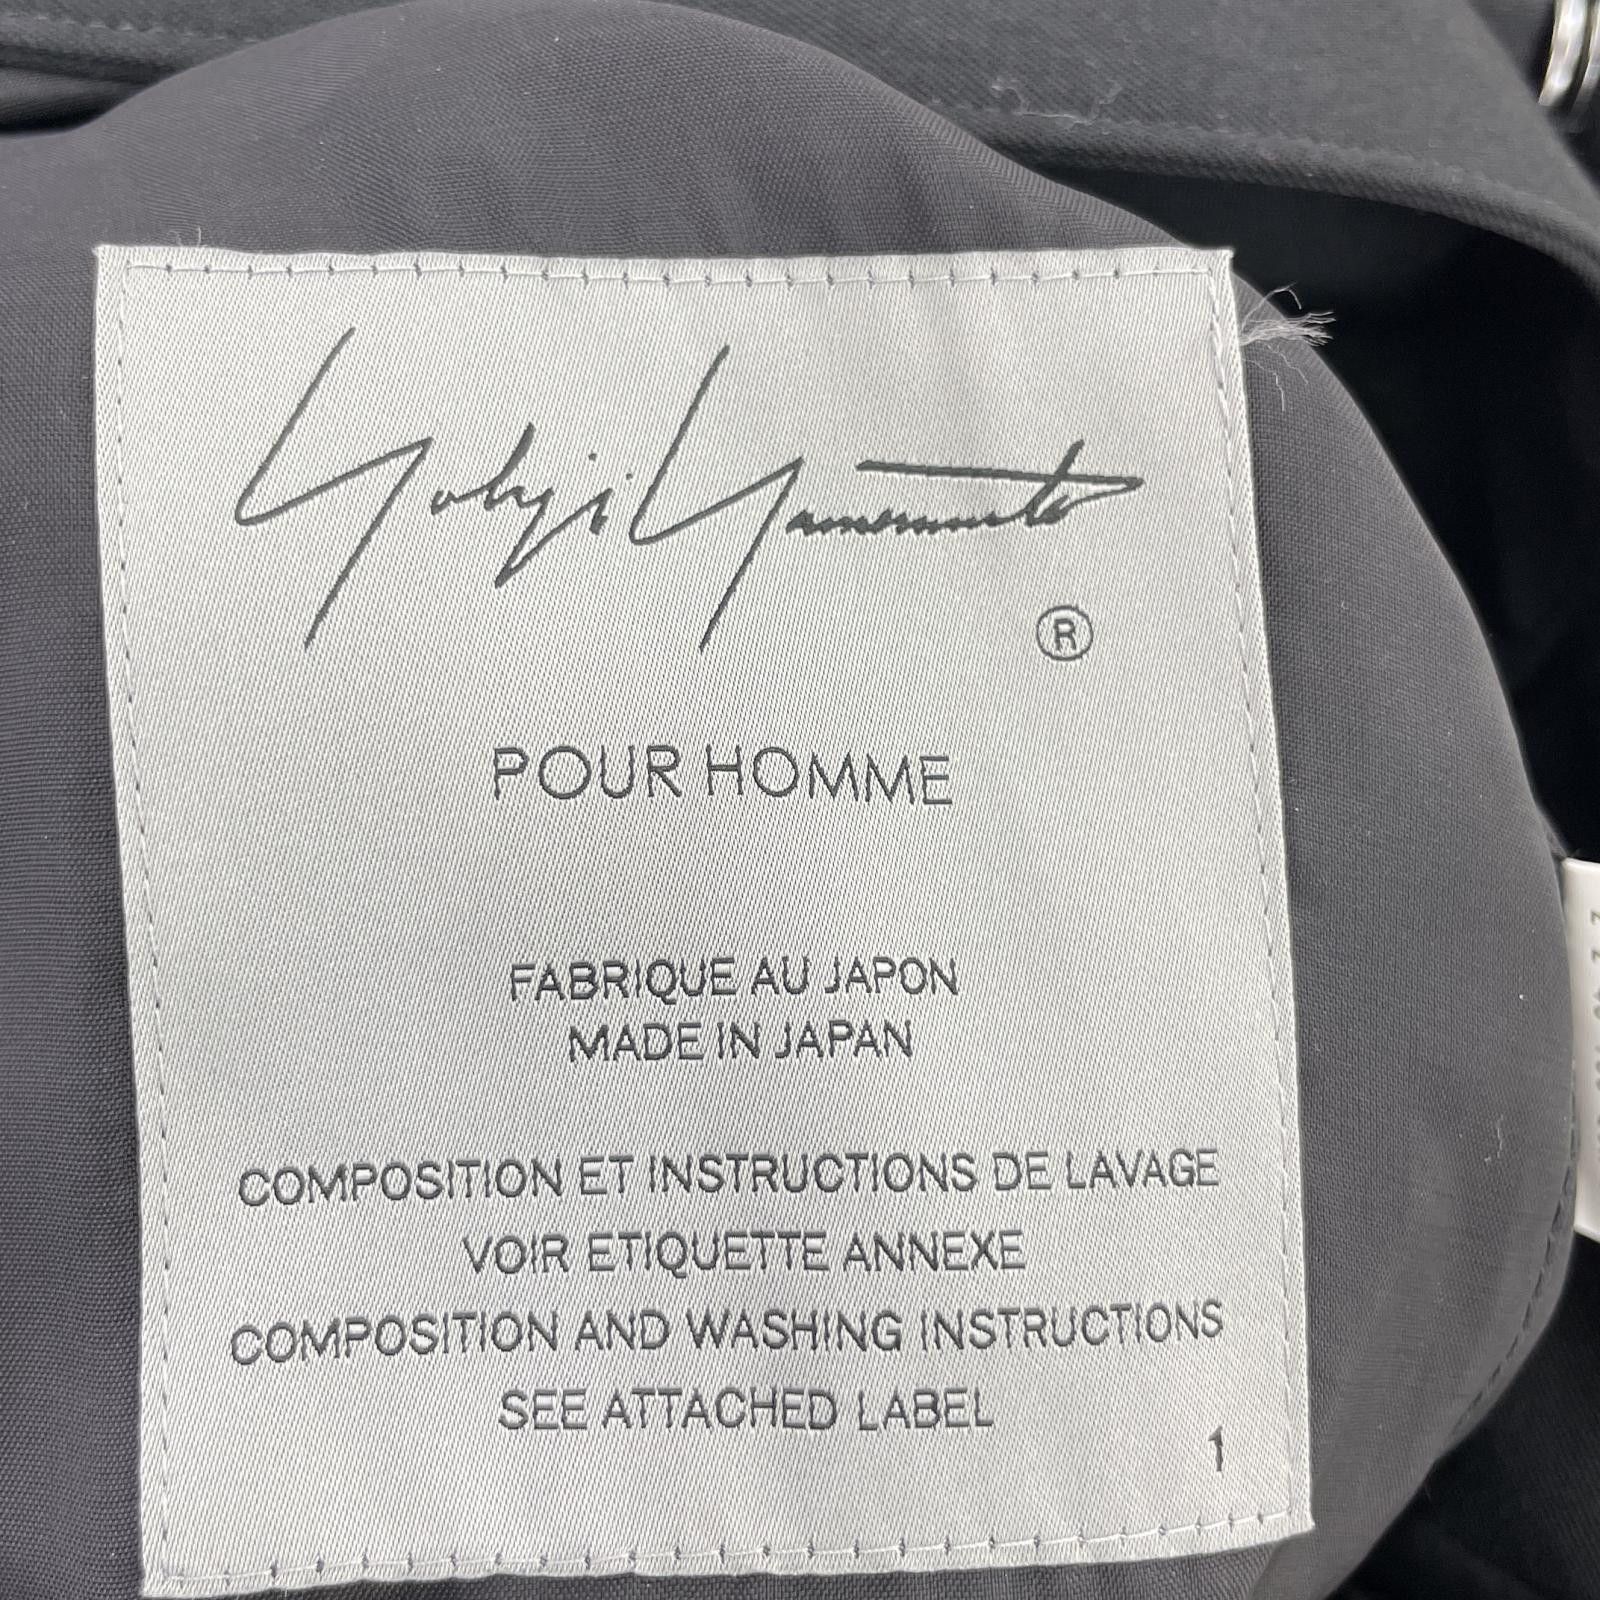 Yohji Yamamoto
®
POUR HOMME
FABRIQUE AU JAPON
MADE IN JAPAN
COMPOSITION ET INSTRUCTIONS DE LAVAGE
VOIR ETIQUETTE ANNEXE
COMPOSITION AND WASHING INSTRUCTIONS
SEE ATTACHED LABEL
1